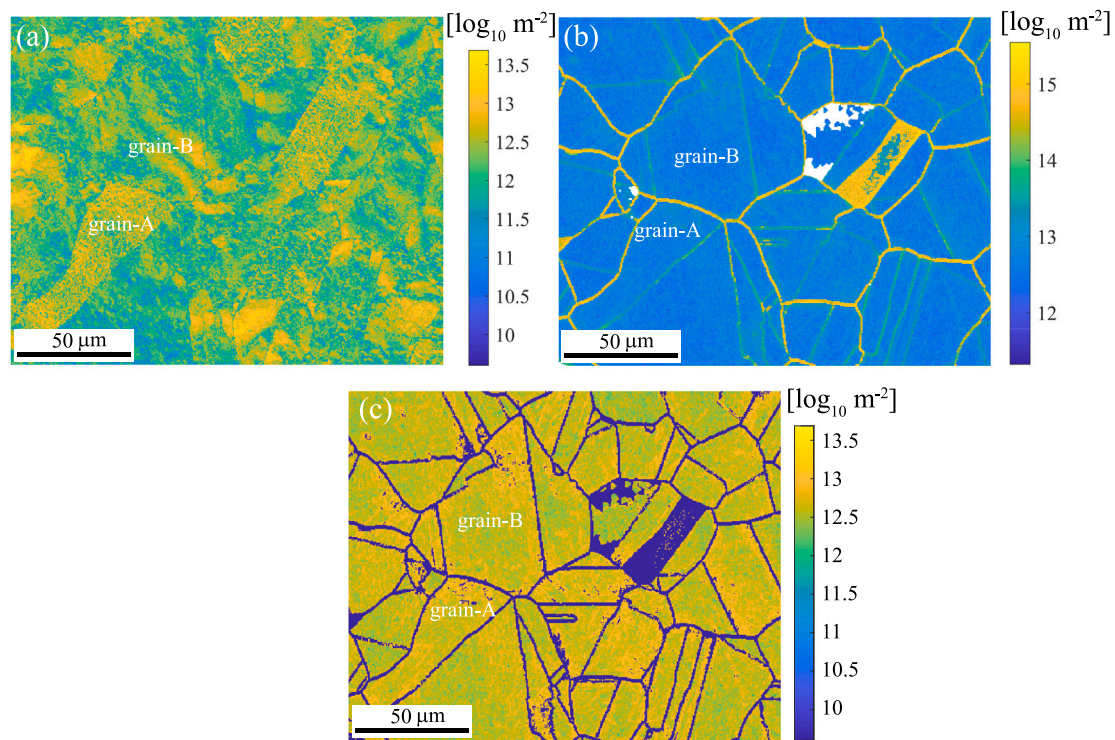 (a)
[log₁₀ m⁻²]
13.5
13
12.5
12
11.5
11
10.5
10
grain-B
grain-A
50 μm
(b)
[log₁₀ m⁻²]
15
14
13
12
grain-B
grain-A
50 μm
(c)
[log₁₀ m⁻²]
13.5
13
12.5
12
11.5
11
10.5
10
grain-B
grain-A
50 μm